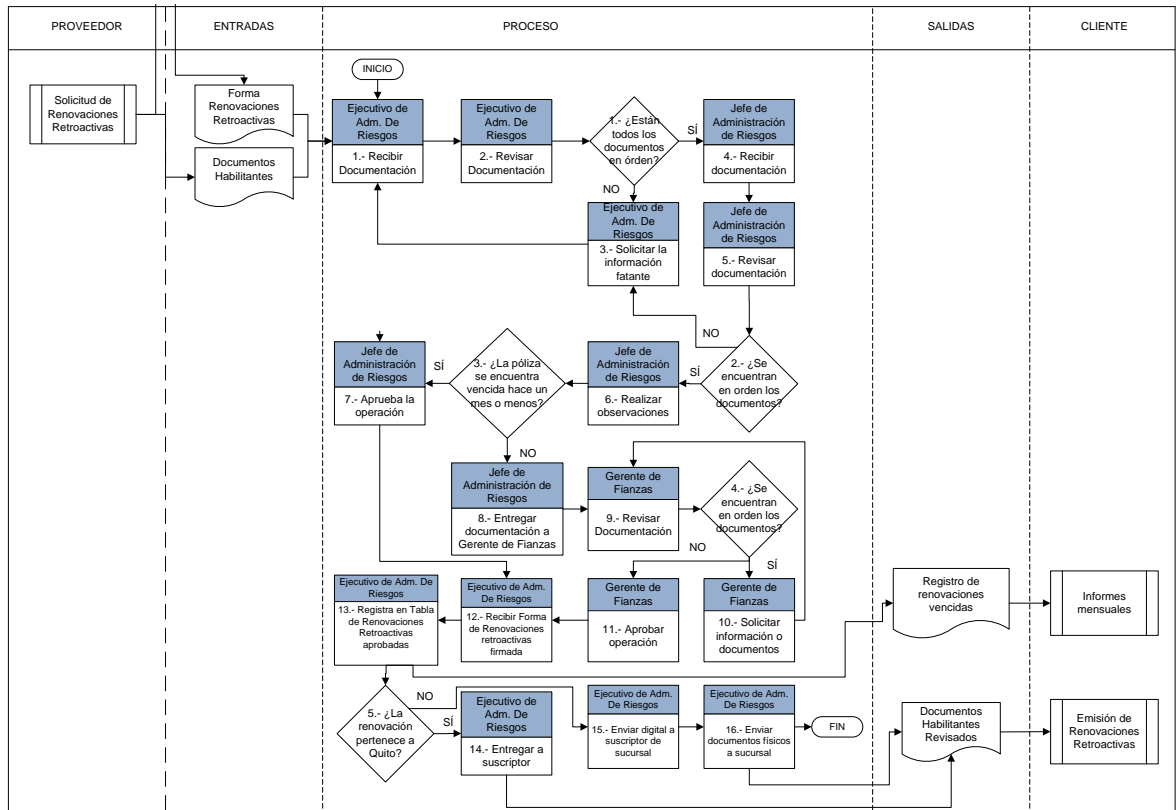 PROVEEDOR
ENTRADAS
PROCESO
SALIDAS
CLIENTE
Solicitud de
Renovaciones
Retroactivas
Forma
Renovaciones
Retroactivas
Documentos
Habilitantes
INICIO
Ejecutivo de
Adm. De
Riesgos
1.- Recibir
Documentación
Ejecutivo de
Adm. De
Riesgos
2.- Revisar
Documentación
1.- ¿Están
todos los
documentos
en órden?
SÍ
NO
Jefe de
Administración
de Riesgos
4.- Recibir
documentación
Ejecutivo de
Adm. De
Riesgos
3.- Solicitar la
información
fatante
Jefe de
Administración
de Riesgos
5.- Revisar
documentación
NO
2.- ¿Se
encuentran
en orden los
documentos?
SÍ
Jefe de
Administración
de Riesgos
6.- Realizar
observaciones
3.- ¿La póliza
se encuentra
vencida hace un
mes o menos?
SÍ
NO
Jefe de
Administración
de Riesgos
7.- Aprueba la
operación
Jefe de
Administración de
Riesgos
8.- Entregar
documentación a
Gerente de Fianzas
Gerente de
Fianzas
9.- Revisar
Documentación
4.- ¿Se
encuentran
en orden los
documentos?
NO
SÍ
Gerente de
Fianzas
10.- Solicitar
información o
documentos
Gerente de
Fianzas
11.- Aprobar
operación
Ejecutivo de Adm.
De Riesgos
12.- Recibir Forma
de Renovaciones
retroactivas
firmada
Ejecutivo de Adm. De
Riesgos
13.- Registra en Tabla
de Renovaciones
Retroactivas
aprobadas
Registro de
renovaciones
vencidas
Informes
mensuales
5.- ¿La
renovación
pertenece a
Quito?
NO
SÍ
Ejecutivo de
Adm. De
Riesgos
14.- Entregar a
suscriptor
Ejecutivo de Adm.
De Riesgos
15.- Enviar digital a
suscriptor de
sucursal
Ejecutivo de Adm.
De Riesgos
16.- Enviar
documentos físicos
a sucursal
FIN
Documentos
Habilitantes
Revisados
Emisión de
Renovaciones
Retroactivas